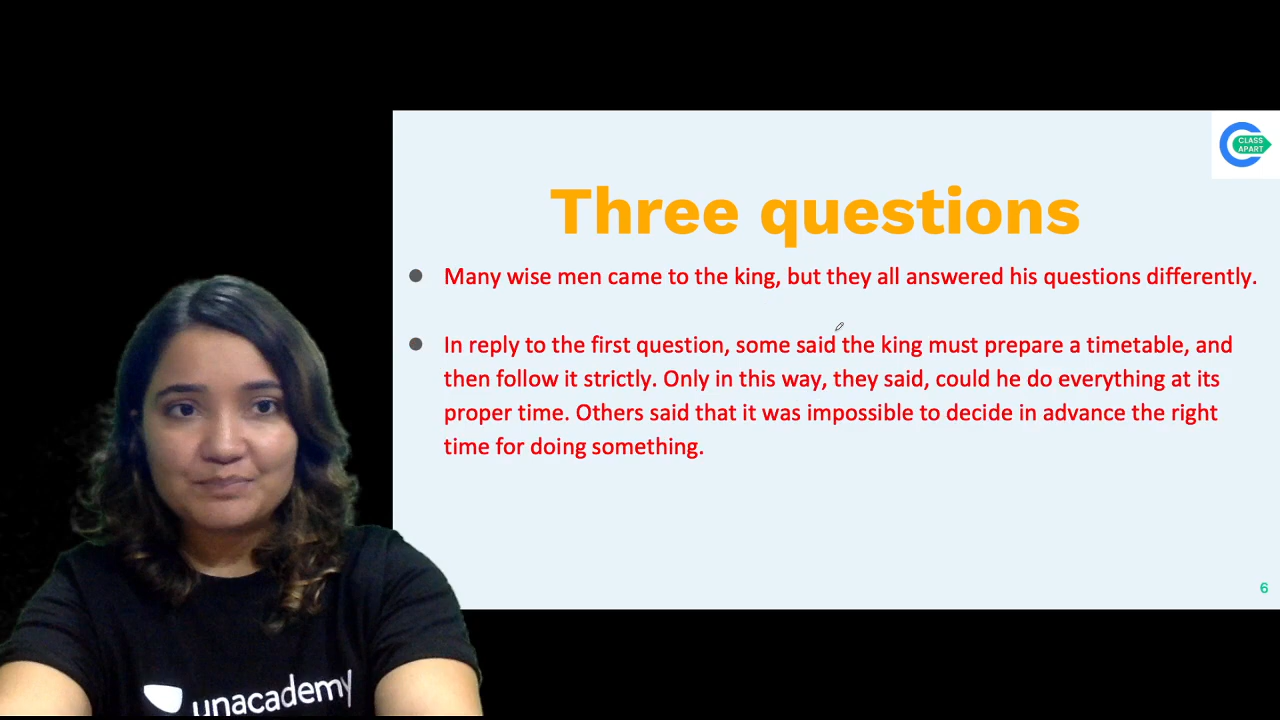 CLASS
APART
Three questions
Many wise men came to the king, but they all answered his questions differently.
In reply to the first question, some said the king must prepare a timetable, and
then follow it strictly. Only in this way, they said, could he do everything at its
proper time. Others said that it was impossible to decide in advance the right
time for doing something.
6
unacademy